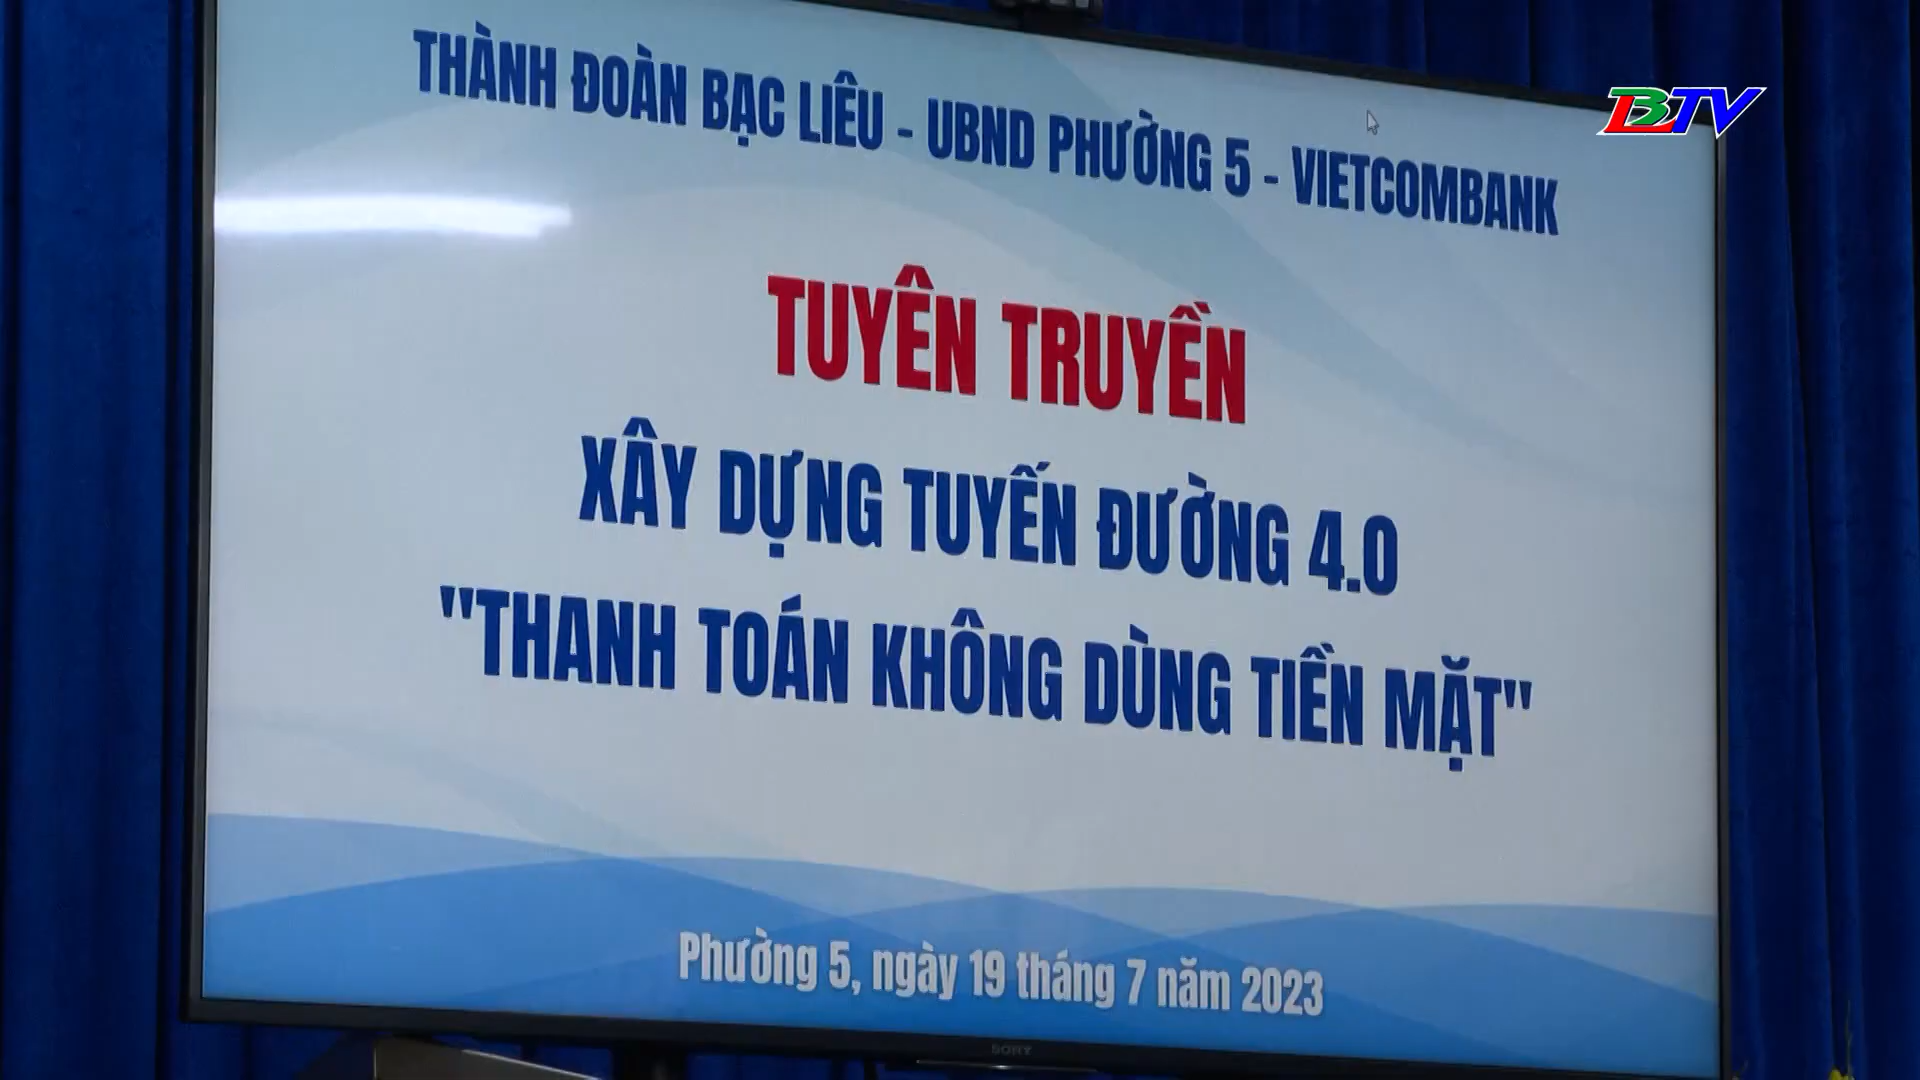 THÀNH ĐOÀN BẠC LIÊU - UBND PHƯỜNG 5 - VIETCOMBANK
BTV
TUYÊN TRUYỀN
XÂY DỰNG TUYẾN ĐƯỜNG 4.0
"THANH TOÁN KHÔNG DÙNG TIỀN MẶT"
Phường 5, ngày 19 tháng 7 năm 2023
SONY